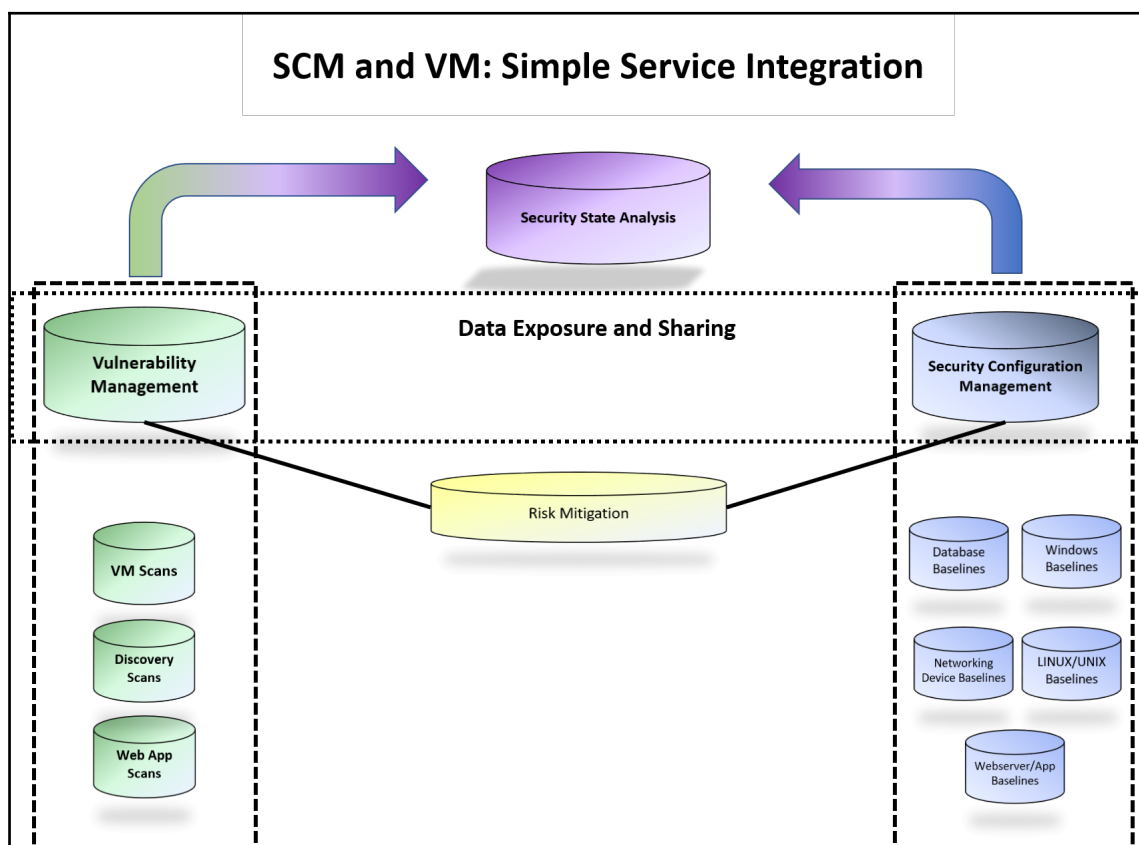 SCM and VM: Simple Service Integration
Security State Analysis
Data Exposure and Sharing
Vulnerability
Management
Security Configuration
Management
Risk Mitigation
VM Scans
Discovery
Scans
Web App
Scans
Database
Baselines
Windows
Baselines
Networking
Device Baselines
LINUX/UNIX
Baselines
Webserver/App
Baselines